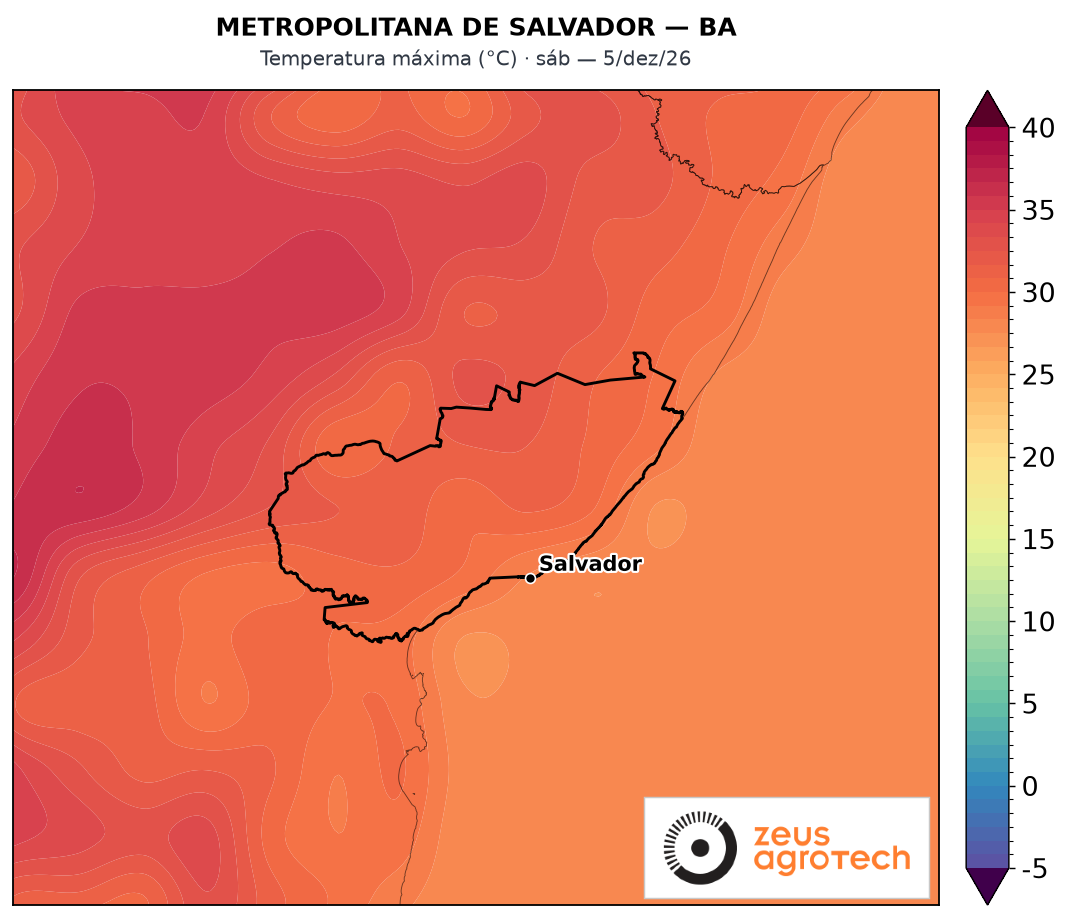 METROPOLITANA DE SALVADOR — BA
Temperatura máxima (°C) · sáb — 5/dez/26
40
35
30
25
20
15
10
5
0
-5
Salvador
zeus
agrotech